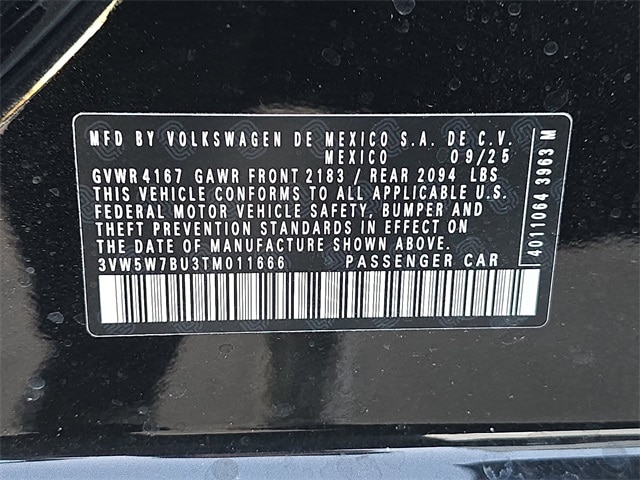 MFD BY VOLKSWAGEN DE MEXICO S.A. DE C.V.
MEXICO 09/25
GVWR 4167 GAWR FRONT 2183 / REAR 2094 LBS
THIS VEHICLE CONFORMS TO ALL APPLICABLE U.S.
FEDERAL MOTOR VEHICLE SAFETY, BUMPER AND
THEFT PREVENTION STANDARDS IN EFFECT ON
THE DATE OF MANUFACTURE SHOWN ABOVE.
3VW5W7BU3TM011666 PASSENGER CAR
4011064 3963 M